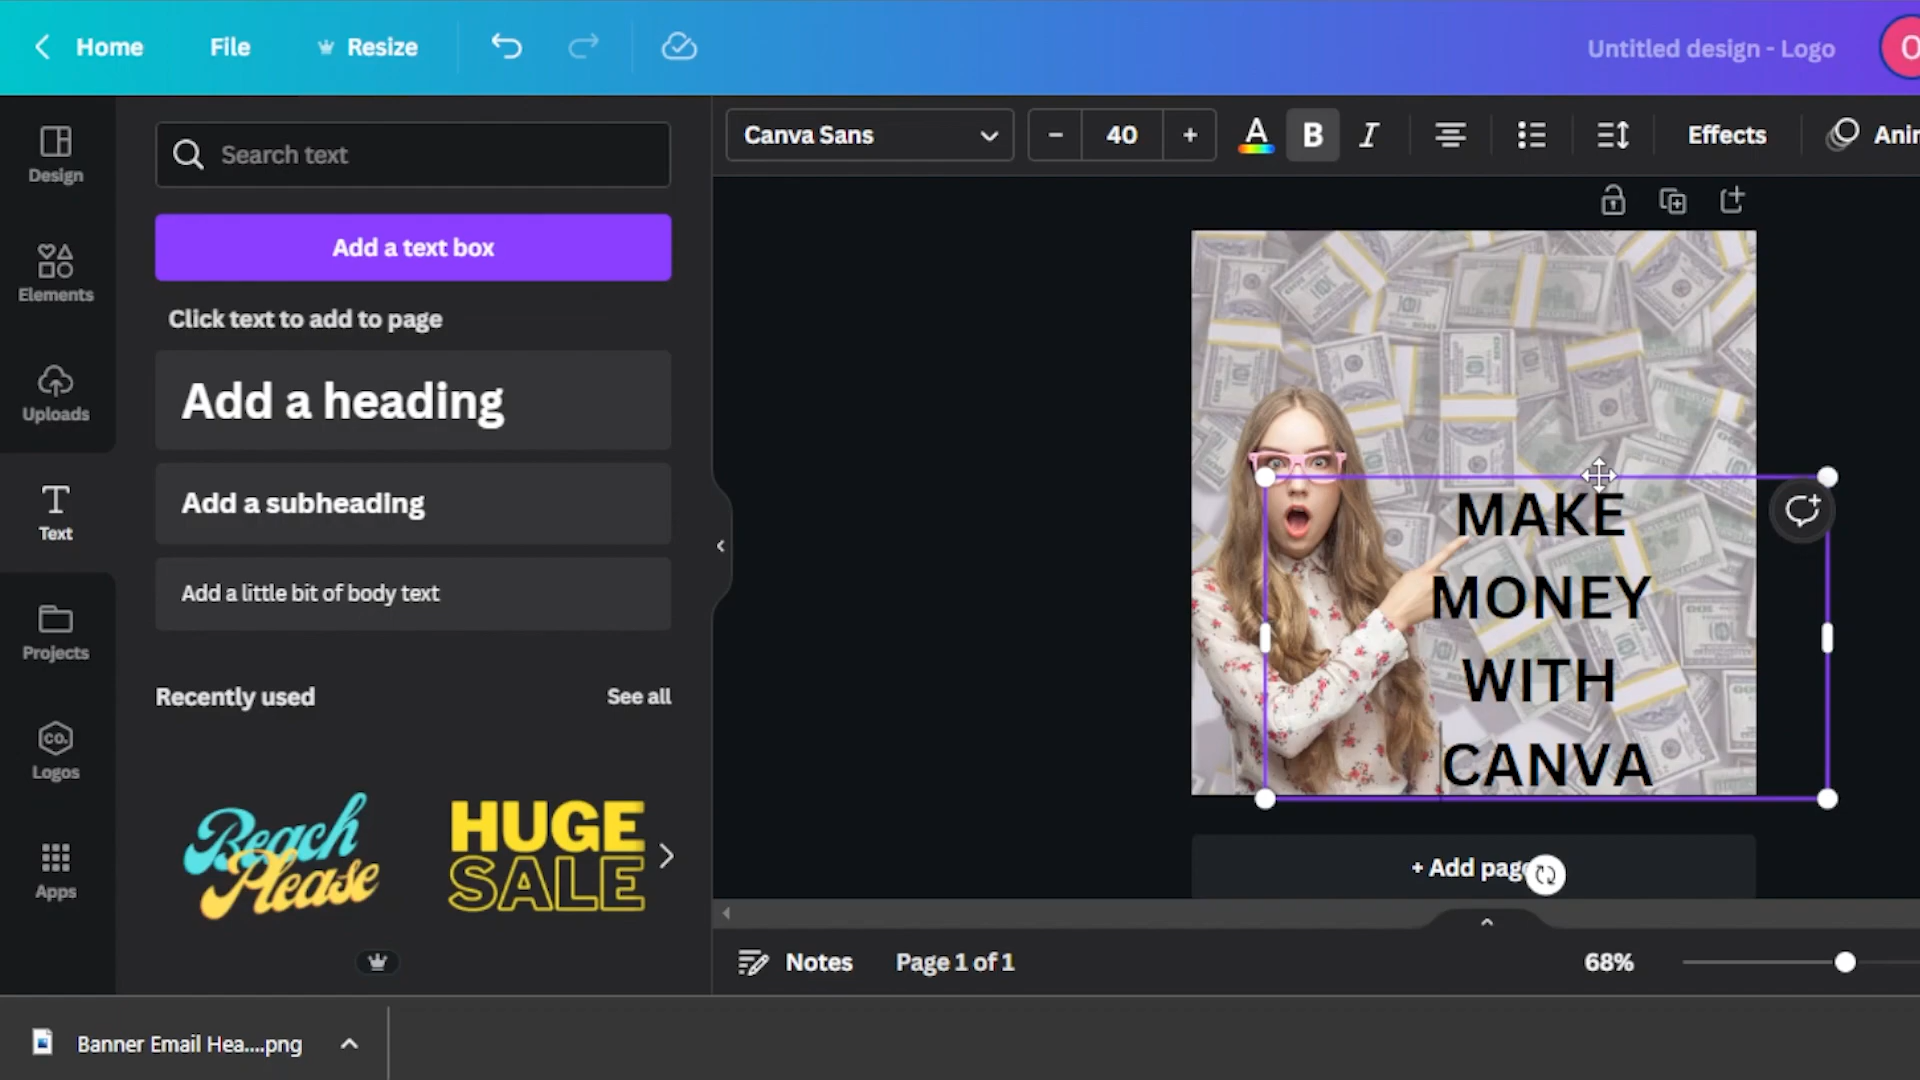 Home
File
Resize
Untitled design - Logo
O
Design
Elements
Uploads
Text
Projects
CO.
Logos
Apps
Search text
Add a text box
Click text to add to page
Add a heading
Add a subheading
Add a little bit of body text
Recently used
See all
Beach
Please
HUGE
SALE
Canva Sans
40
A
B
I
Effects
Anir
MAKE
MONEY
WITH
CANVA
+ Add page
Notes
Page 1 of 1
68%
Banner Email Hea....png